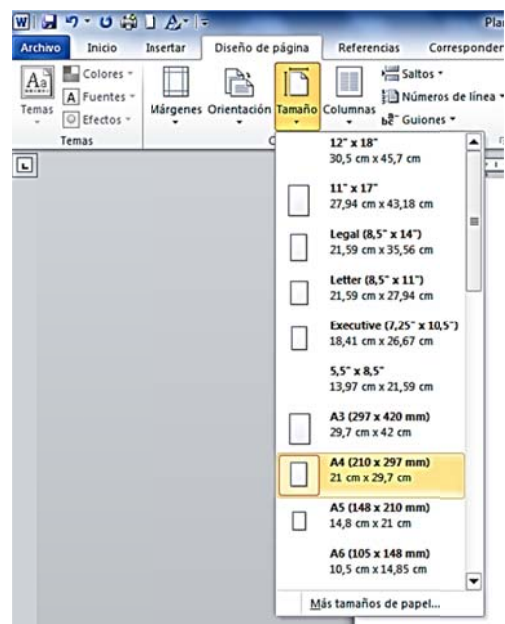 Plan
Archivo Inicio Insertar Diseño de página Referencias Corresponden
Colores
Fuentes
Efectos
Temas Márgenes Orientación Tamaño Columnas
Saltos
Números de línea
Guiones
Temas
12" x 18"
30,5 cm x 45,7 cm
11" x 17"
27,94 cm x 43,18 cm
Legal (8,5" x 14")
21,59 cm x 35,56 cm
Letter (8,5" x 11")
21,59 cm x 27,94 cm
Executive (7,25" x 10,5")
18,41 cm x 26,67 cm
5,5" x 8,5"
13,97 cm x 21,59 cm
A3 (297 x 420 mm)
29,7 cm x 42 cm
A4 (210 x 297 mm)
21 cm x 29,7 cm
A5 (148 x 210 mm)
14,8 cm x 21 cm
A6 (105 x 148 mm)
10,5 cm x 14,85 cm
Más tamaños de papel...